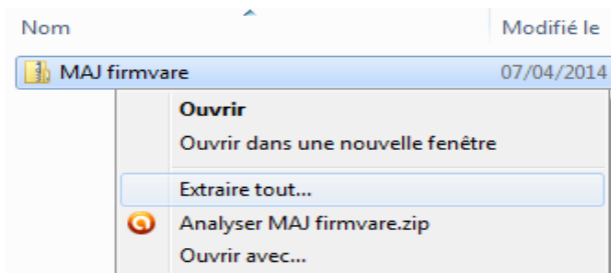 Nom Modifié le
MAJ firmvare 07/04/2014
Ouvrir
Ouvrir dans une nouvelle fenêtre
Extraire tout...
Analyser MAJ firmvare.zip
Ouvrir avec...